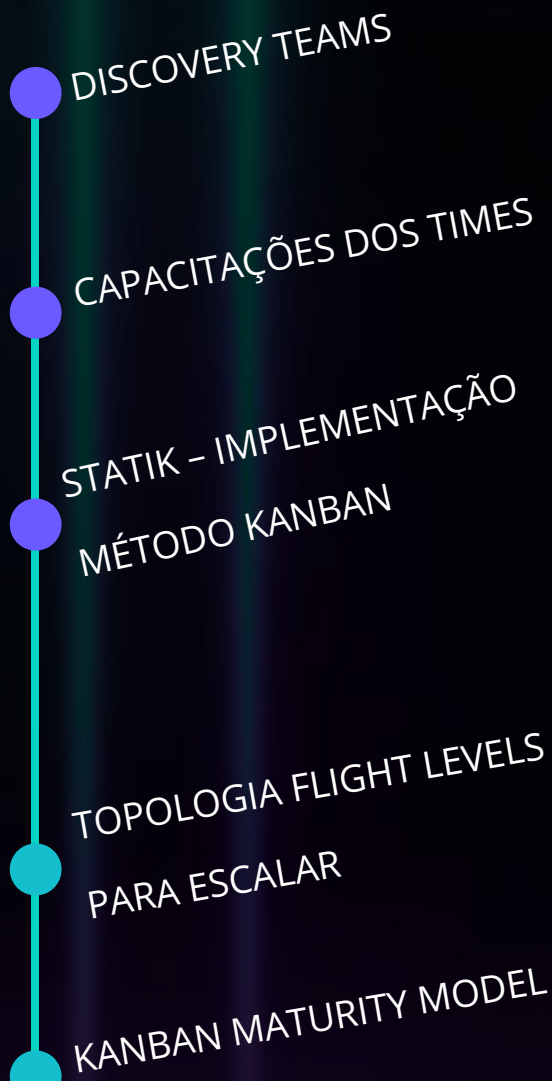 DISCOVERY TEAMS
CAPACITAÇÕES DOS TIMES
STATIK – IMPLEMENTAÇÃO
MÉTODO KANBAN
TOPOLOGIA FLIGHT LEVELS
PARA ESCALAR
KANBAN MATURITY MODEL